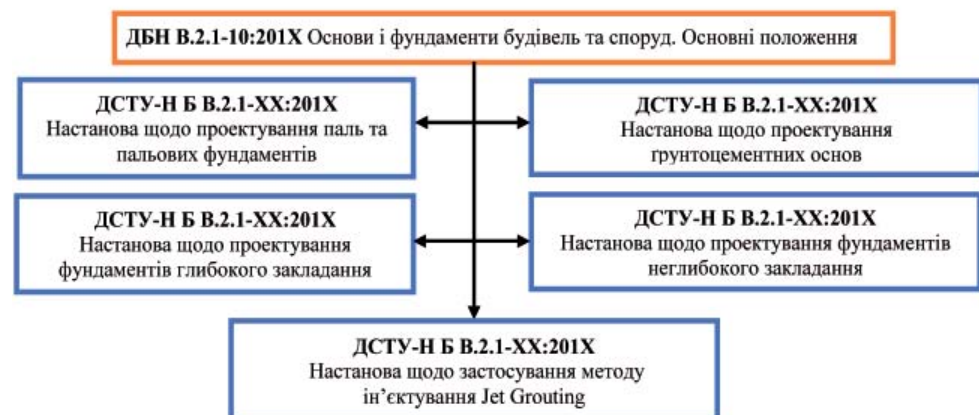 ДБН В.2.1-10:201Х Основи і фундаменти будівель та споруд. Основні положення
ДСТУ-Н Б В.2.1-ХХ:201Х
Настанова щодо проектування паль та
пальових фундаментів
ДСТУ-Н Б В.2.1-ХХ:201Х
Настанова щодо проектування
ґрунтоцементних основ
ДСТУ-Н Б В.2.1-ХХ:201Х
Настанова щодо проектування
фундаментів глибокого закладання
ДСТУ-Н Б В.2.1-ХХ:201Х
Настанова щодо проектування фундаментів
неглибокого закладання
ДСТУ-Н Б В.2.1-ХХ:201Х
Настанова щодо застосування методу
ін’єктування Jet Grouting